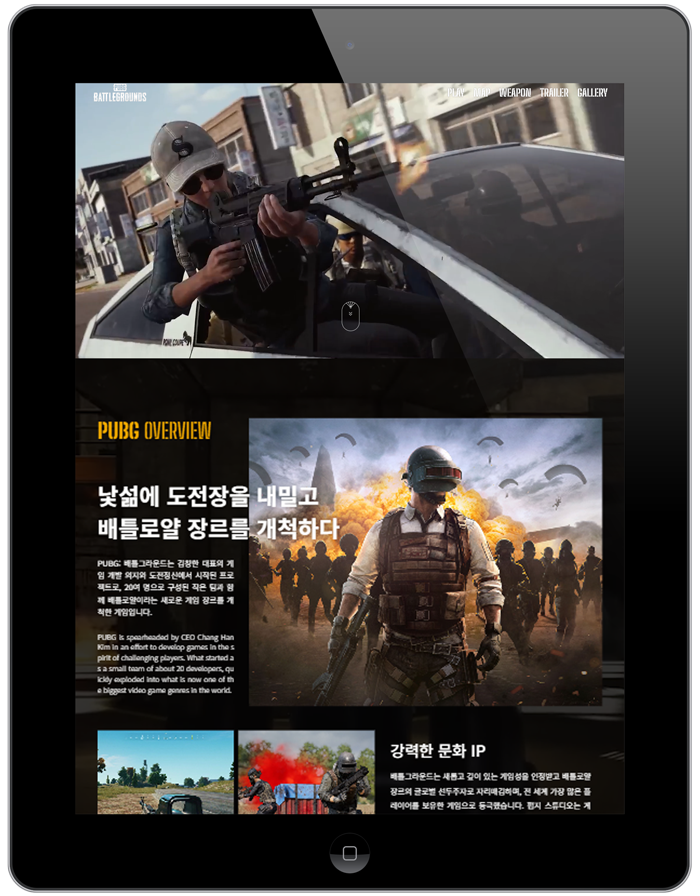 PUBG
BATTLEGROUNDS
PLAY MAP WEAPON TRAILER GALLERY
PONY COUPE
PUBG OVERVIEW
낯섦에 도전장을 내밀고
배틀로얄 장르를 개척하다
PUBG: 배틀그라운드는 김창한 대표의 게
임 개발 의지와 도전정신에서 시작된 프로
젝트로, 20여 명으로 구성된 작은 팀과 함
께 배틀로얄이라는 새로운 게임 장르를 개
척한 게임입니다.
PUBG is spearheaded by CEO Chang Han
Kim in an effort to develop games in the s
pirit of challenging players. What started a
s a small team of about 20 developers, qu
ickly exploded into what is now one of th
e biggest video game genres in the world.
강력한 문화 IP
배틀그라운드는 새롭고 깊이 있는 게임성을 인정받고 배틀로얄
장르의 글로벌 선두주자로 자리매김하며, 전 세계 가장 많은 플
레이어를 보유한 게임으로 등극했습니다. 펍지 스튜디오는 게